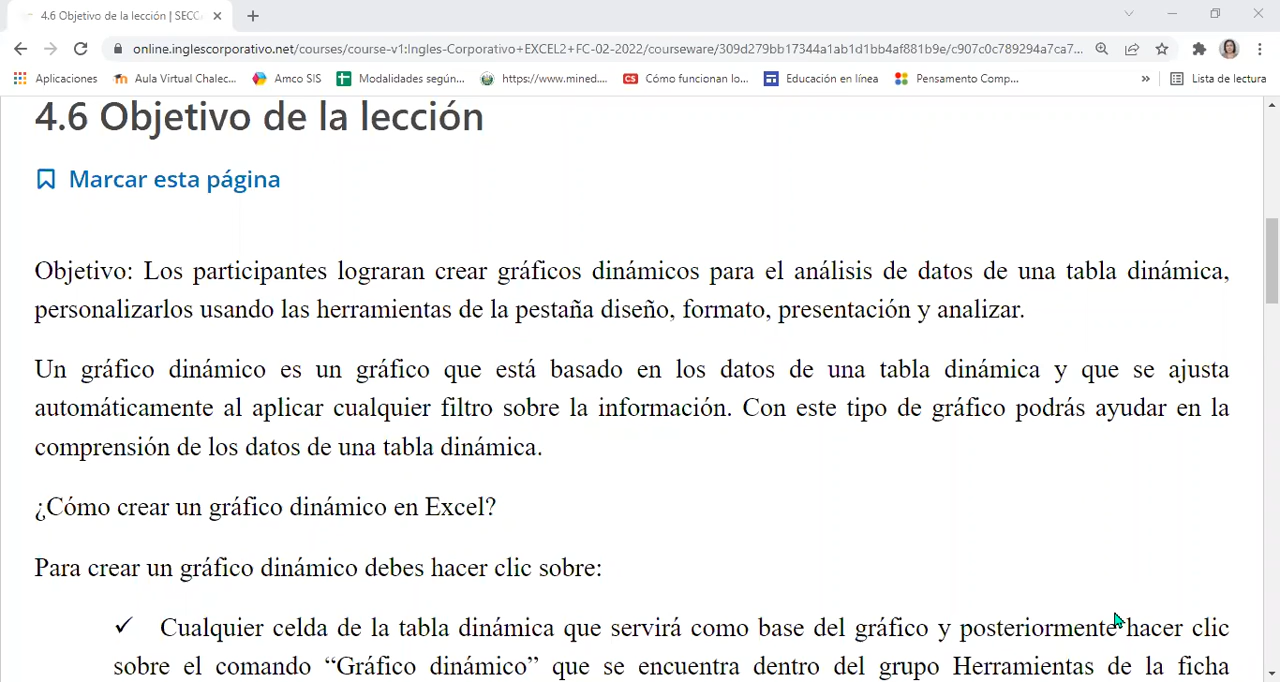 4.6 Objetivo de la lección | SECC
online.inglescorporativo.net/courses/course-v1:Ingles-Corporativo+EXCEL2+FC-02-2022/courseware/309d279bb17344a1ab1d1bb4af881b9e/c907c0c789294a7ca7...
Aplicaciones Aula Virtual Chalec... Amco SIS Modalidades según... https://www.mined.... CS Cómo funcionan lo... Educación en línea Pensamento Comp... » Lista de lectura
4.6 Objetivo de la lección
Marcar esta página
Objetivo: Los participantes lograran crear gráficos dinámicos para el análisis de datos de una tabla dinámica,
personalizarlos usando las herramientas de la pestaña diseño, formato, presentación y analizar.
Un gráfico dinámico es un gráfico que está basado en los datos de una tabla dinámica y que se ajusta
automáticamente al aplicar cualquier filtro sobre la información. Con este tipo de gráfico podrás ayudar en la
comprensión de los datos de una tabla dinámica.
¿Cómo crear un gráfico dinámico en Excel?
Para crear un gráfico dinámico debes hacer clic sobre:
✓ Cualquier celda de la tabla dinámica que servirá como base del gráfico y posteriormente hacer clic
sobre el comando “Gráfico dinámico” que se encuentra dentro del grupo Herramientas de la ficha